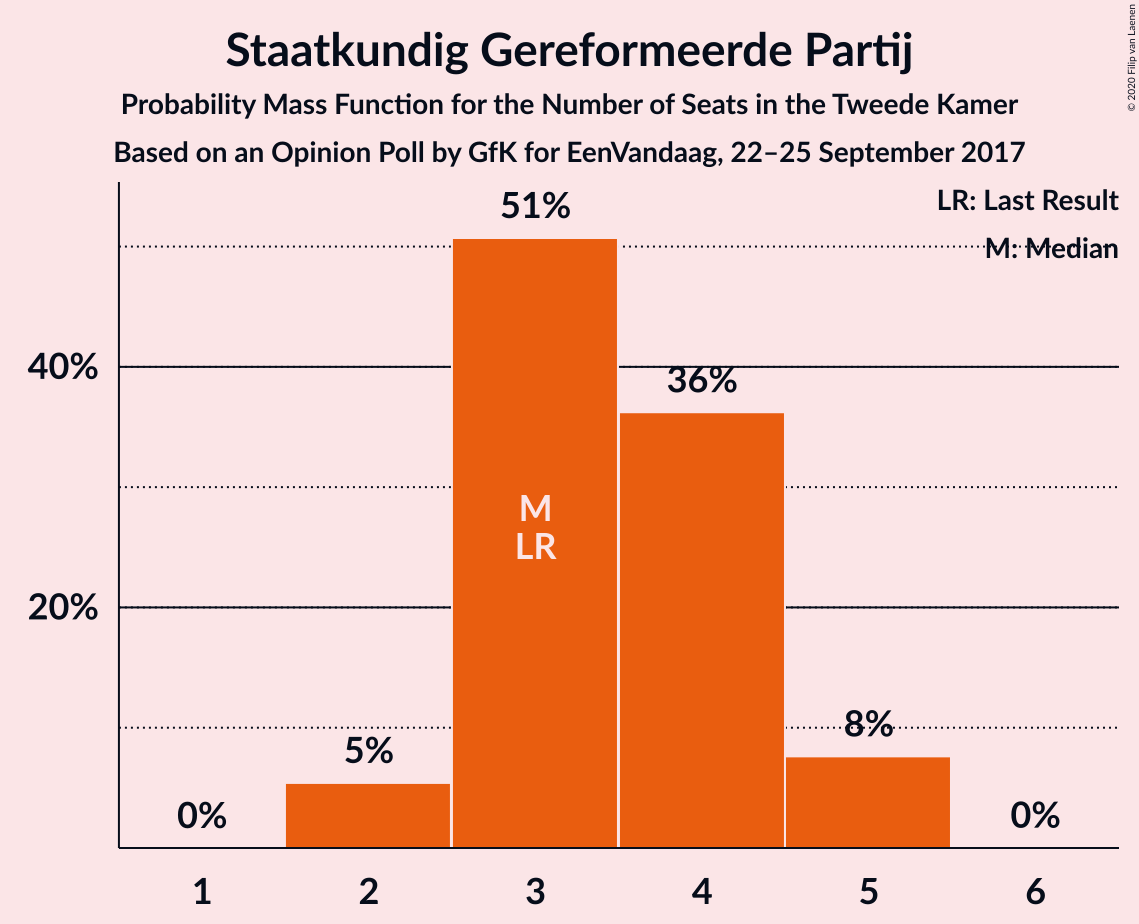 Staatkundig Gereformeerde Partij
Probability Mass Function for the Number of Seats in the Tweede Kamer
Based on an Opinion Poll by GfK for EenVandaag, 22–25 September 2017
© 2020 Filip van Laenen
LR: Last Result
M: Median
51%
40%
36%
M
LR
20%
8%
5%
0%
0%
1 2 3 4 5 6